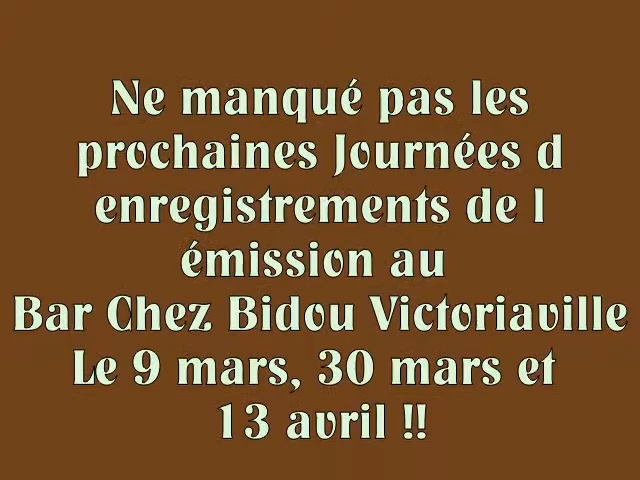 Ne manqué pas les
prochaines Journées d
enregistrements de l
émission au
Bar Chez Bidou Victoriaville
Le 9 mars, 30 mars et
13 avril !!